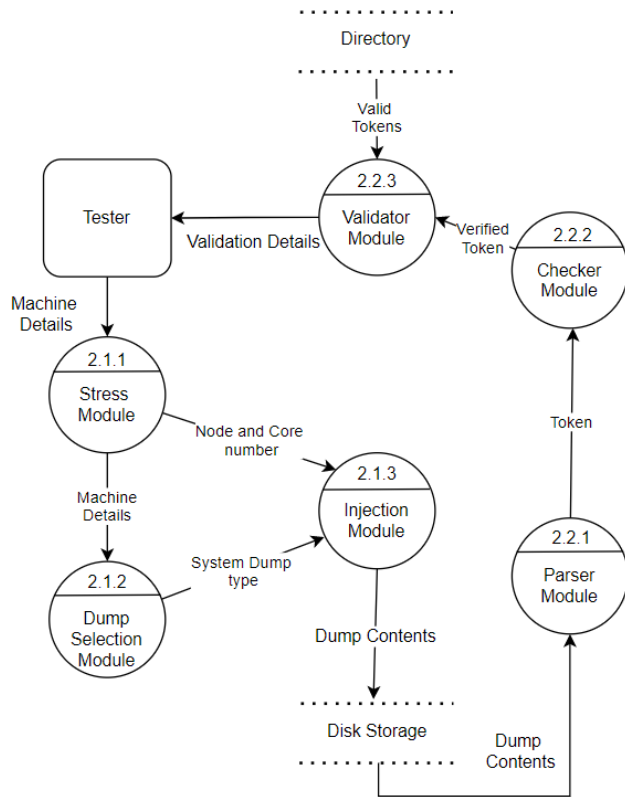 Directory
Valid
Tokens
2.2.3
Validator
Module
Tester
Validation Details
Verified
Token
2.2.2
Checker
Module
Machine
Details
2.1.1
Stress
Module
Node and Core
number
Token
Machine
Details
2.1.3
Injection
Module
System Dump
type
2.1.2
Dump
Selection
Module
2.2.1
Parser
Module
Dump Contents
Disk Storage
Dump
Contents